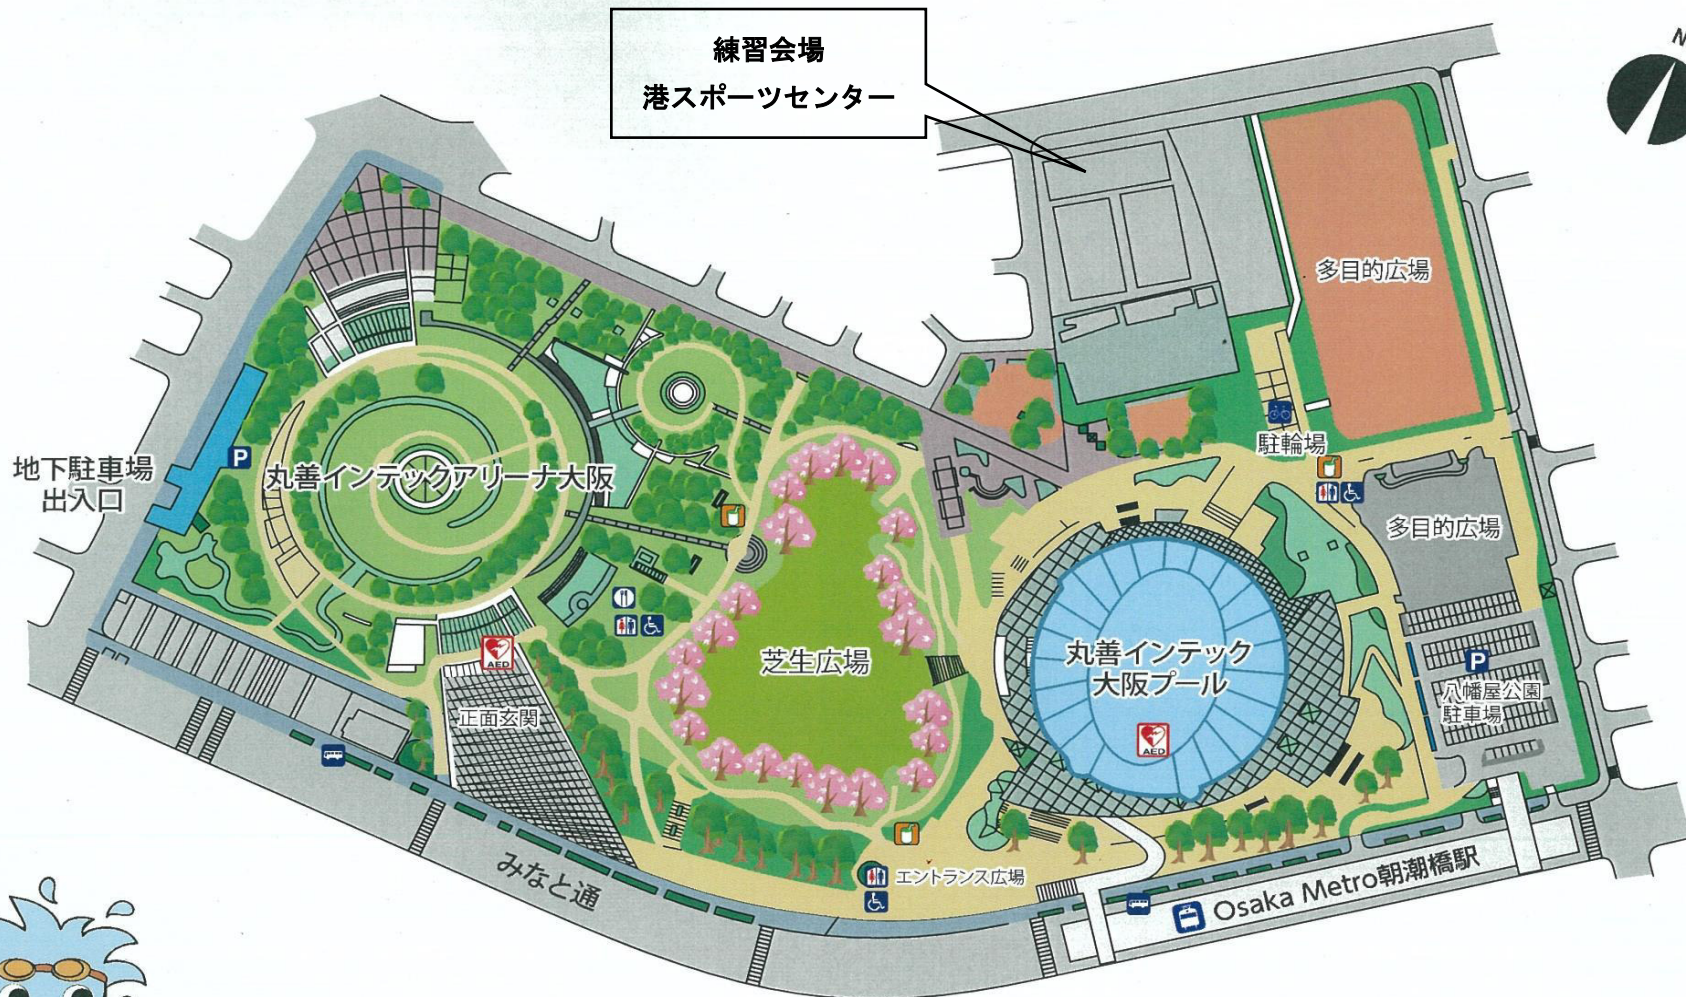 練習会場
港スポーツセンター
N
多目的広場
駐輪場
P
地下駐車場
出入口
丸善インテックアリーナ大阪
多目的広場
芝生広場
丸善インテック
大阪プール
P
八幡屋公園
駐車場
AED
正面玄関
AED
みなと通
エントランス広場
Osaka Metro朝潮橋駅